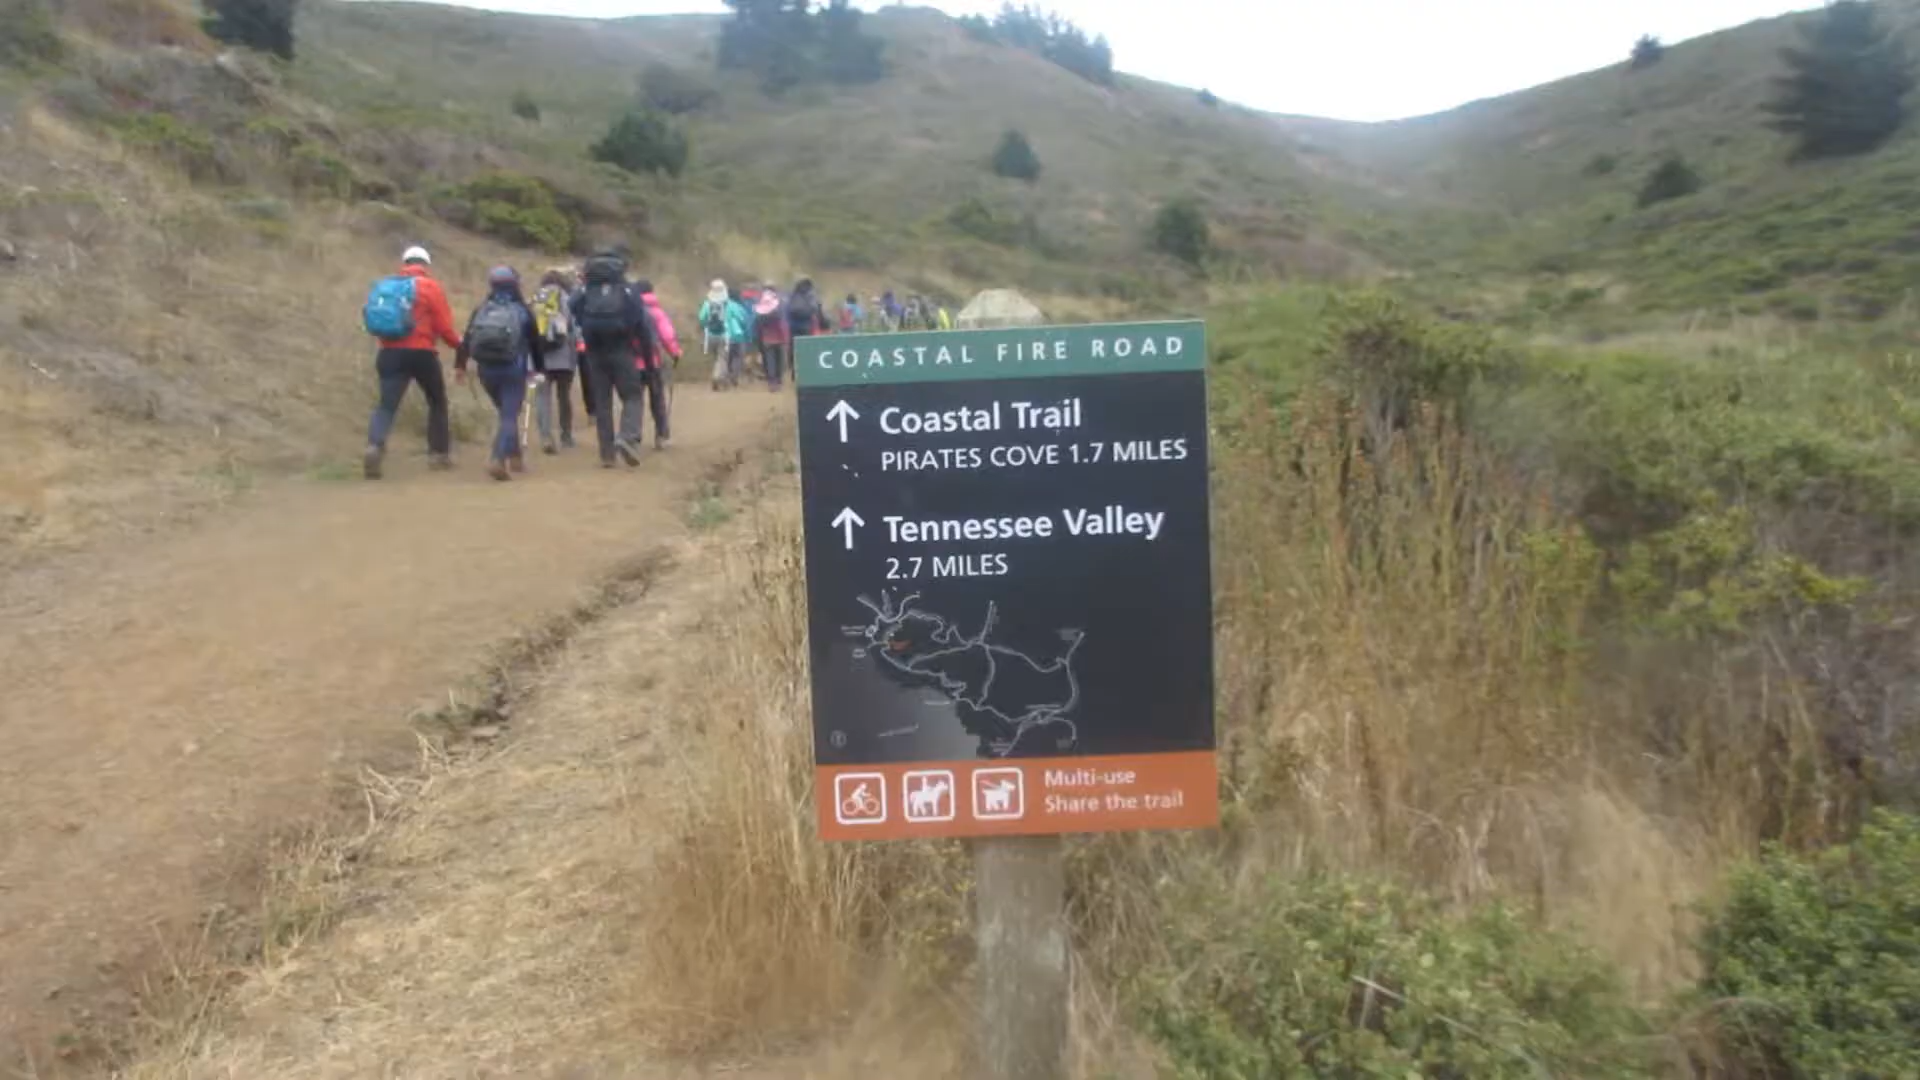 COASTAL FIRE ROAD
Coastal Trail
PIRATES COVE 1.7 MILES
Tennessee Valley
2.7 MILES
Multi-use
Share the trail